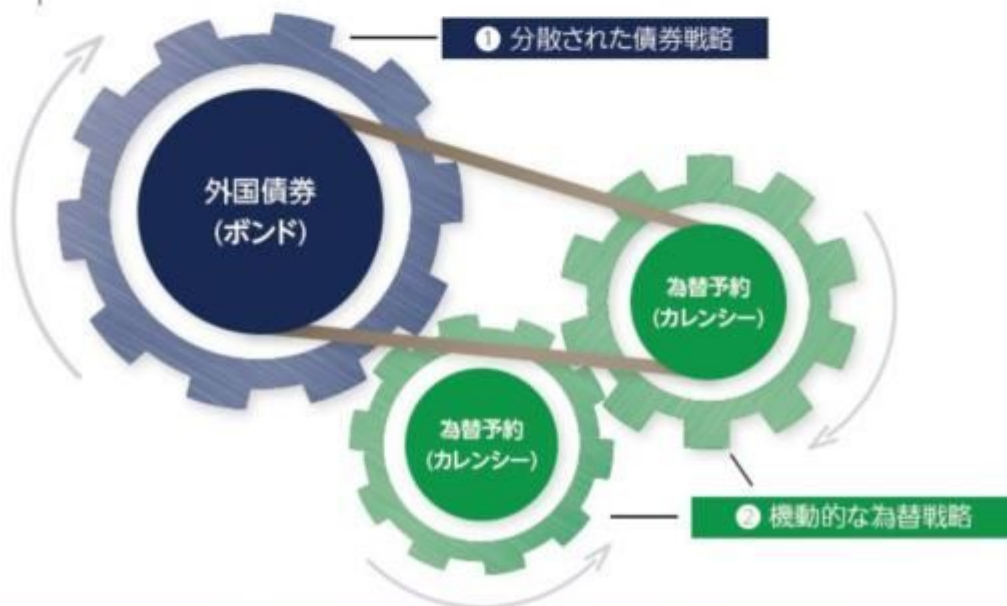 ❶ 分散された債券戦略
外国債券
(ボンド)
為替予約
(カレンシー)
為替予約
(カレンシー)
❷ 機動的な為替戦略